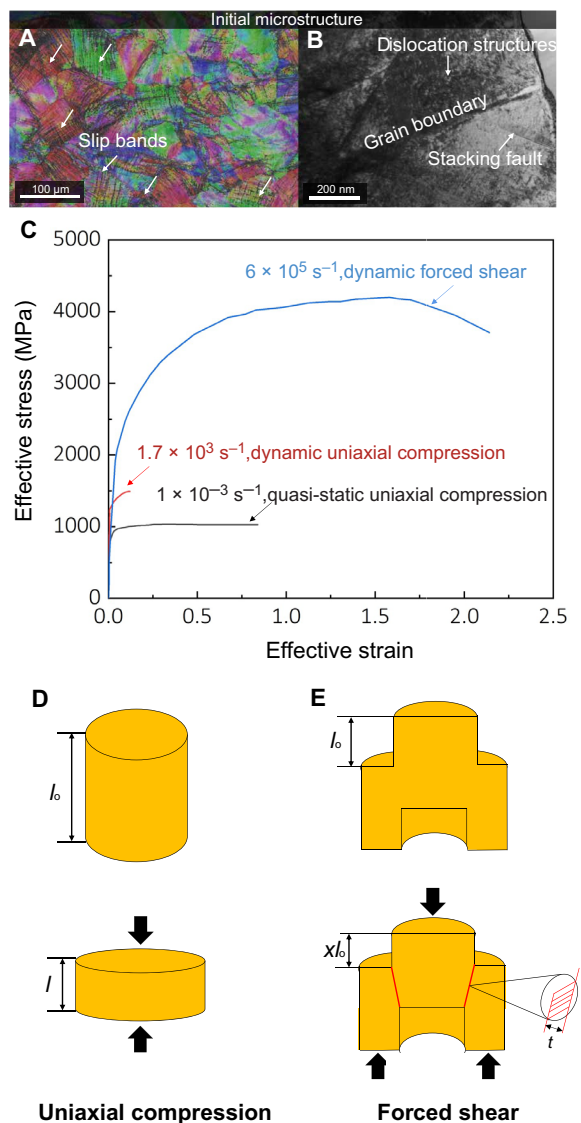 Initial microstructure
A
Slip bands
100 µm
B
Dislocation structures
Grain boundary
Stacking fault
200 nm
C
Effective stress (MPa)
5000
4000
3000
2000
1000
0
6 × 10⁵ s⁻¹,dynamic forced shear
1.7 × 10³ s⁻¹,dynamic uniaxial compression
1 × 10⁻³ s⁻¹,quasi-static uniaxial compression
0.0 0.5 1.0 1.5 2.0 2.5
Effective strain
D
lₒ
l
Uniaxial compression
E
lₒ
xlₒ
t
Forced shear